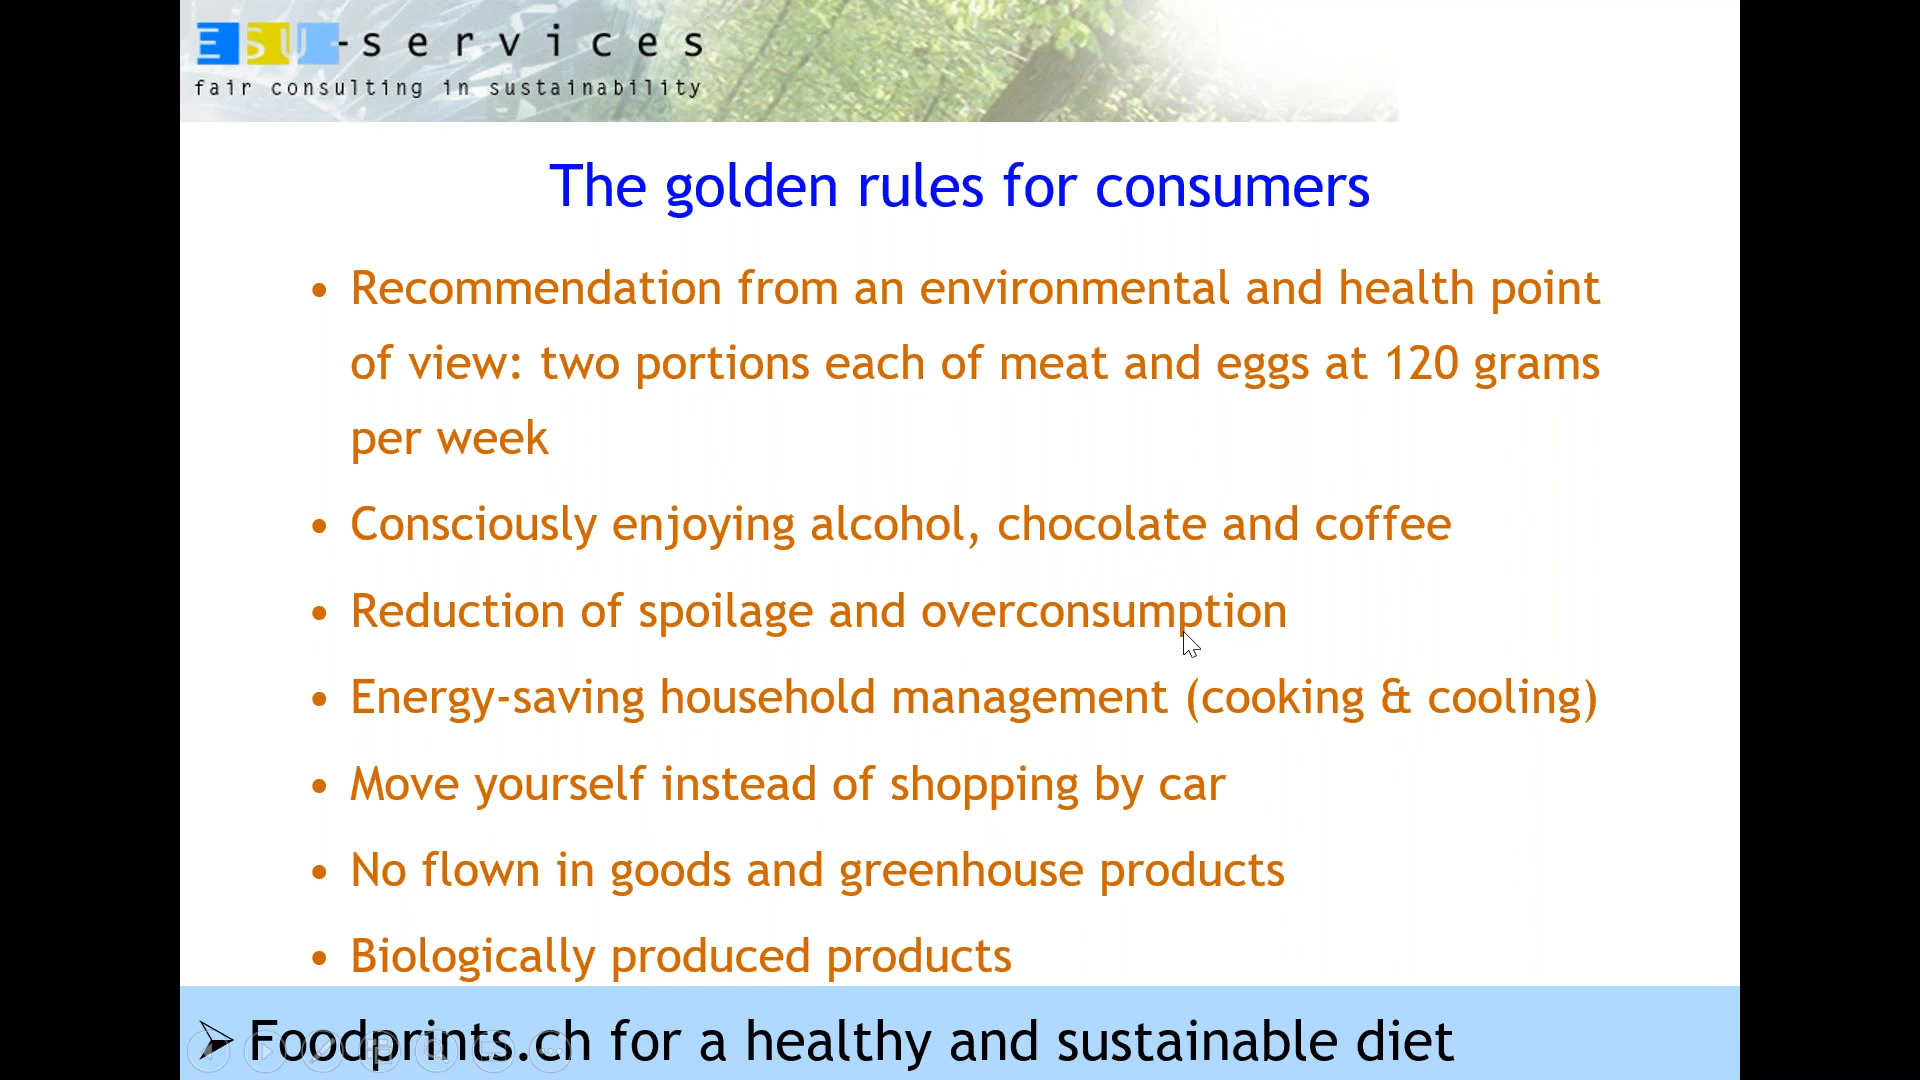 ESU-services
fair consulting in sustainability
The golden rules for consumers
• Recommendation from an environmental and health point
of view: two portions each of meat and eggs at 120 grams
per week
• Consciously enjoying alcohol, chocolate and coffee
• Reduction of spoilage and overconsumption
• Energy-saving household management (cooking & cooling)
• Move yourself instead of shopping by car
• No flown in goods and greenhouse products
• Biologically produced products
➢ Foodprints.ch for a healthy and sustainable diet